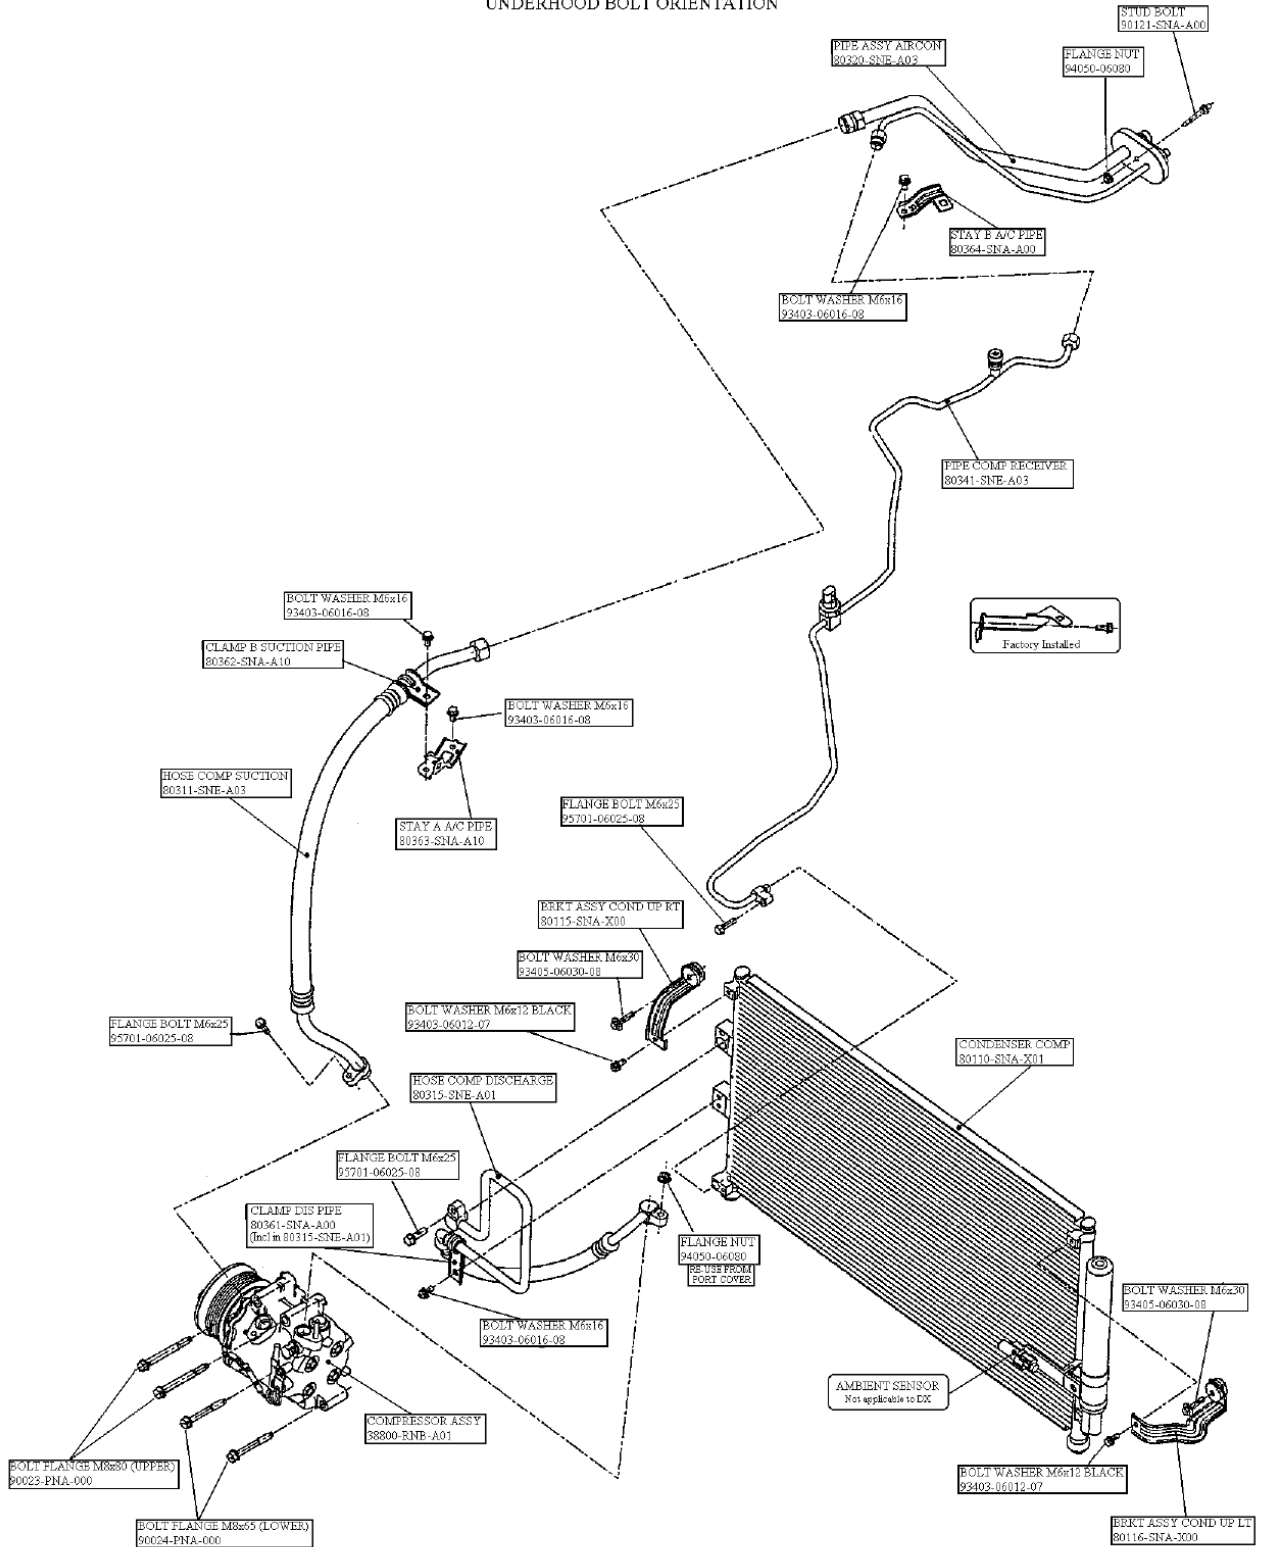 UNDERHOOD BOLT ORIENTATION
STUD BOLT
90121-SNA-A00
PIPE ASSY AIRCON
80320-SNE-A03
FLANGE NUT
94050-06080
STAY B A/C PIPE
80364-SNA-A00
BOLT WASHER M6x16
93403-06016-08
PIPE COMP RECEIVER
80341-SNE-A03
BOLT WASHER M6x16
93403-06016-08
Factory Installed
CLAMP B SUCTION PIPE
80362-SNA-A10
BOLT WASHER M6x16
93403-06016-08
HOSE COMP SUCTION
80311-SNE-A03
FLANGE BOLT M6x25
95701-06025-08
STAY A A/C PIPE
80363-SNA-A10
BRKT ASSY COND UP RT
80115-SNA-X00
BOLT WASHER M6x30
93405-06030-08
BOLT WASHER M6x12 BLACK
93403-06012-07
FLANGE BOLT M6x25
95701-06025-08
CONDENSER COMP
80110-SNA-X01
HOSE COMP DISCHARGE
80315-SNE-A01
FLANGE BOLT M6x25
95701-06025-08
CLAMP DIS PIPE
80361-SNA-A00
(Incl in 80315-SNE-A01)
FLANGE NUT
94050-06080
RE-USE FROM
PORT COVER
BOLT WASHER M6x30
93405-06030-08
BOLT WASHER M6x16
93403-06016-08
AMBIENT SENSOR
Not applicable to DX
COMPRESSOR ASSY
38800-RNB-A01
BOLT FLANGE M8x80 (UPPER)
90023-PNA-000
BOLT WASHER M6x12 BLACK
93403-06012-07
BOLT FLANGE M8x65 (LOWER)
90024-PNA-000
BRKT ASSY COND UP LT
80116-SNA-X00